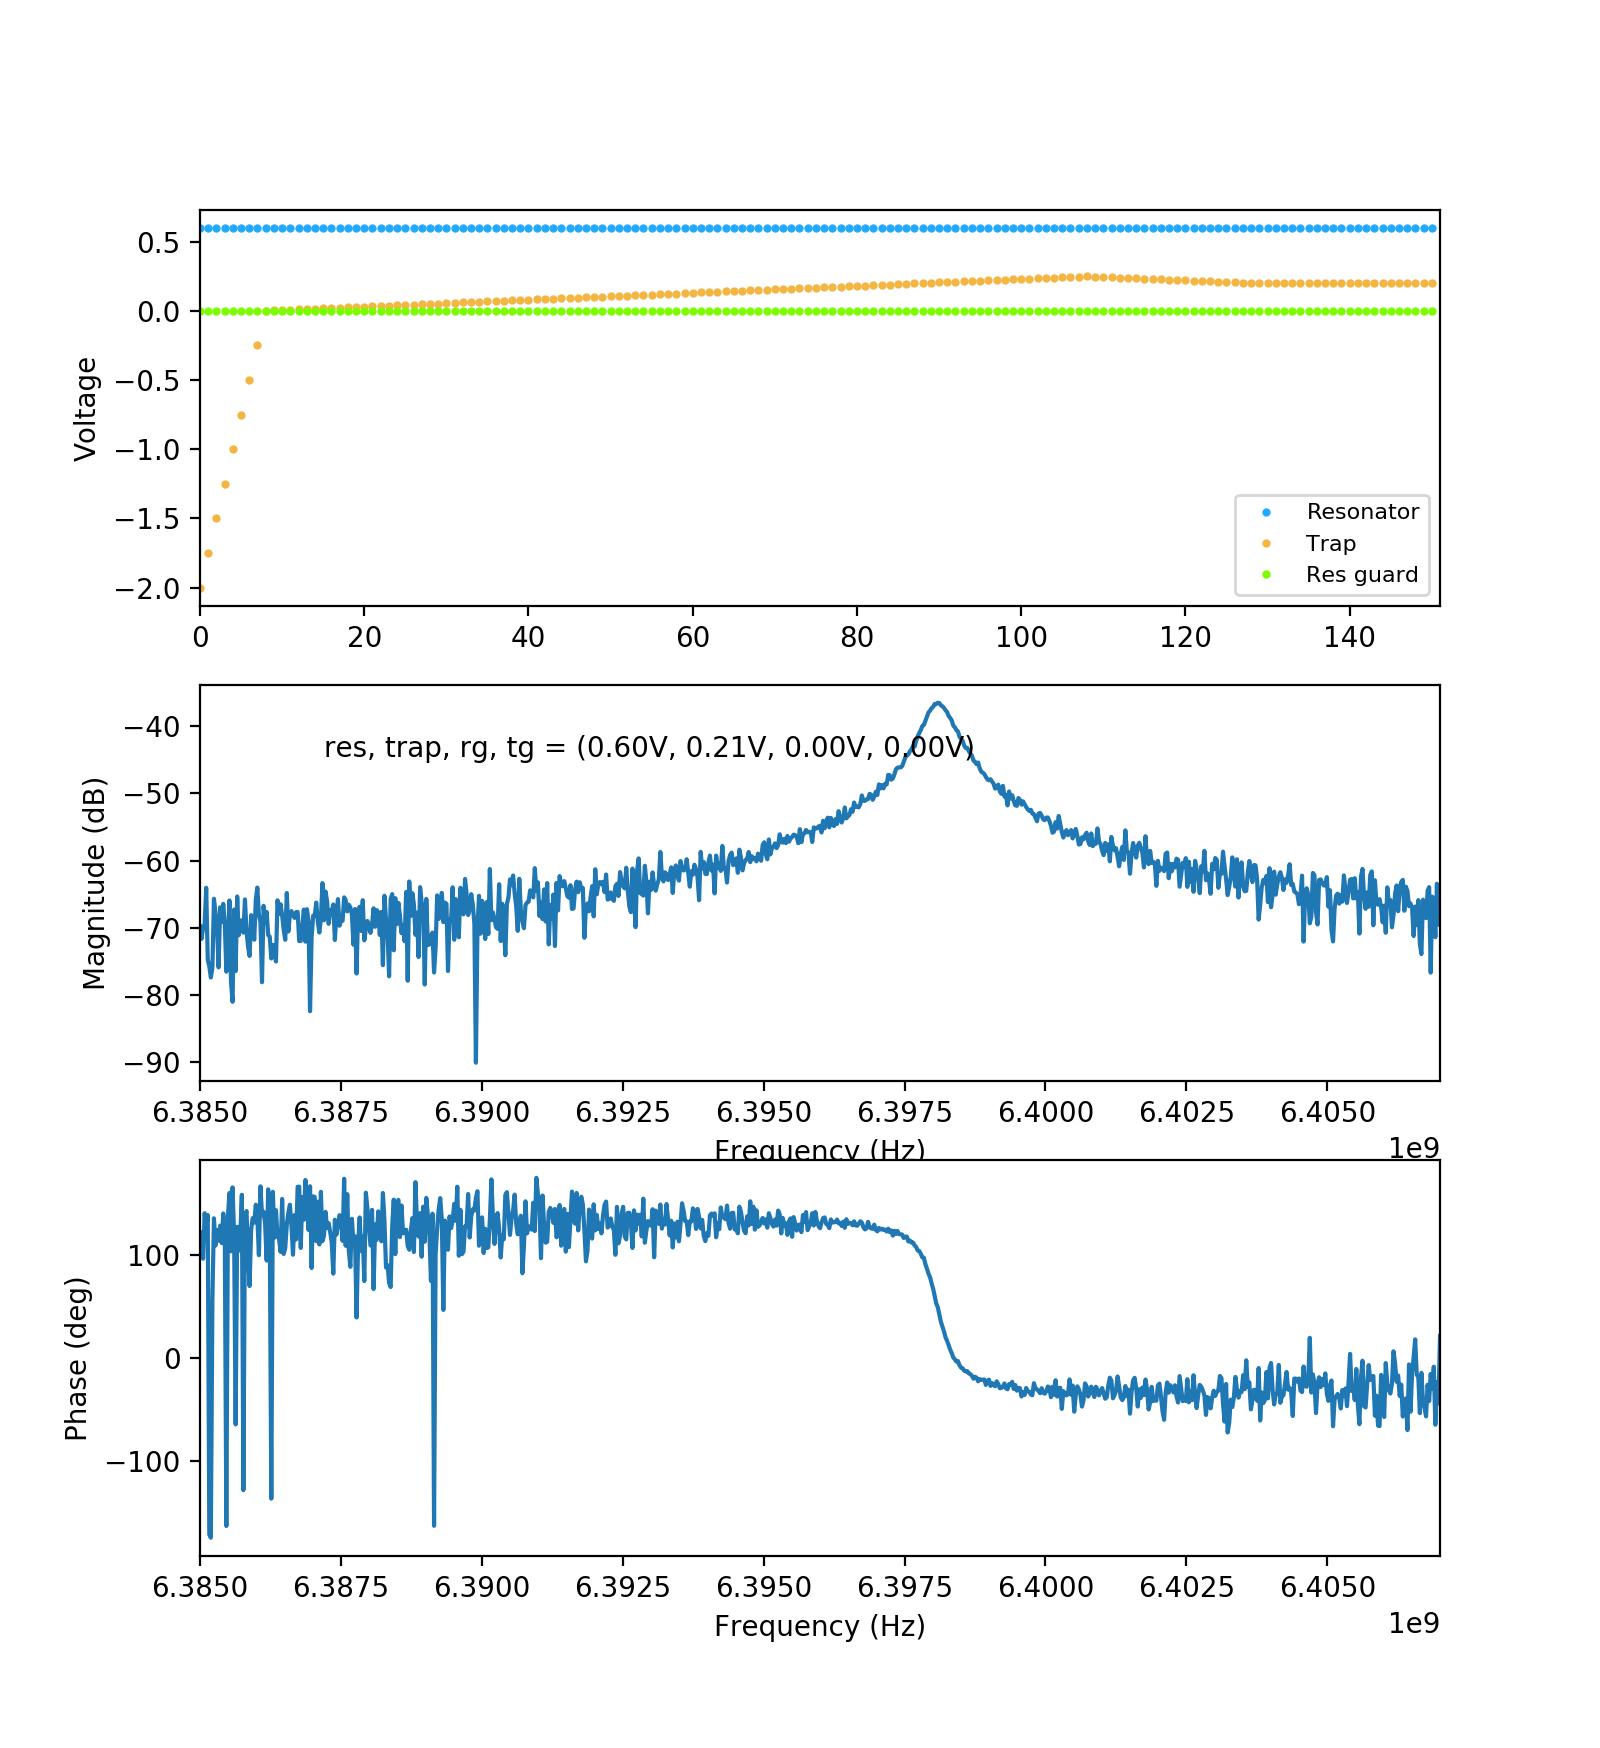 0.5
0.0
−0.5
−1.0
−1.5
−2.0
Voltage
Resonator
Trap
Res guard
0 20 40 60 80 100 120 140
−40
−50
−60
−70
−80
−90
Magnitude (dB)
res, trap, rg, tg = (0.60V, 0.21V, 0.00V, 0.00V)
6.3850 6.3875 6.3900 6.3925 6.3950 6.3975 6.4000 6.4025 6.4050
Frequency (Hz)
1e9
100
0
−100
Phase (deg)
6.3850 6.3875 6.3900 6.3925 6.3950 6.3975 6.4000 6.4025 6.4050
Frequency (Hz)
1e9